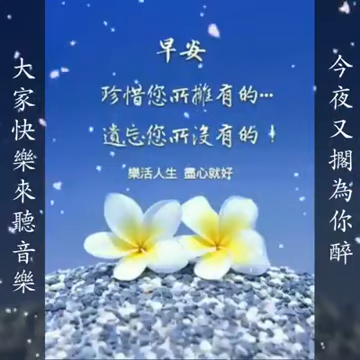 早安
珍惜您所擁有的…
遺忘您所沒有的！
樂活人生 盡心就好
今夜又擱為你醉
大家快樂來聽音樂